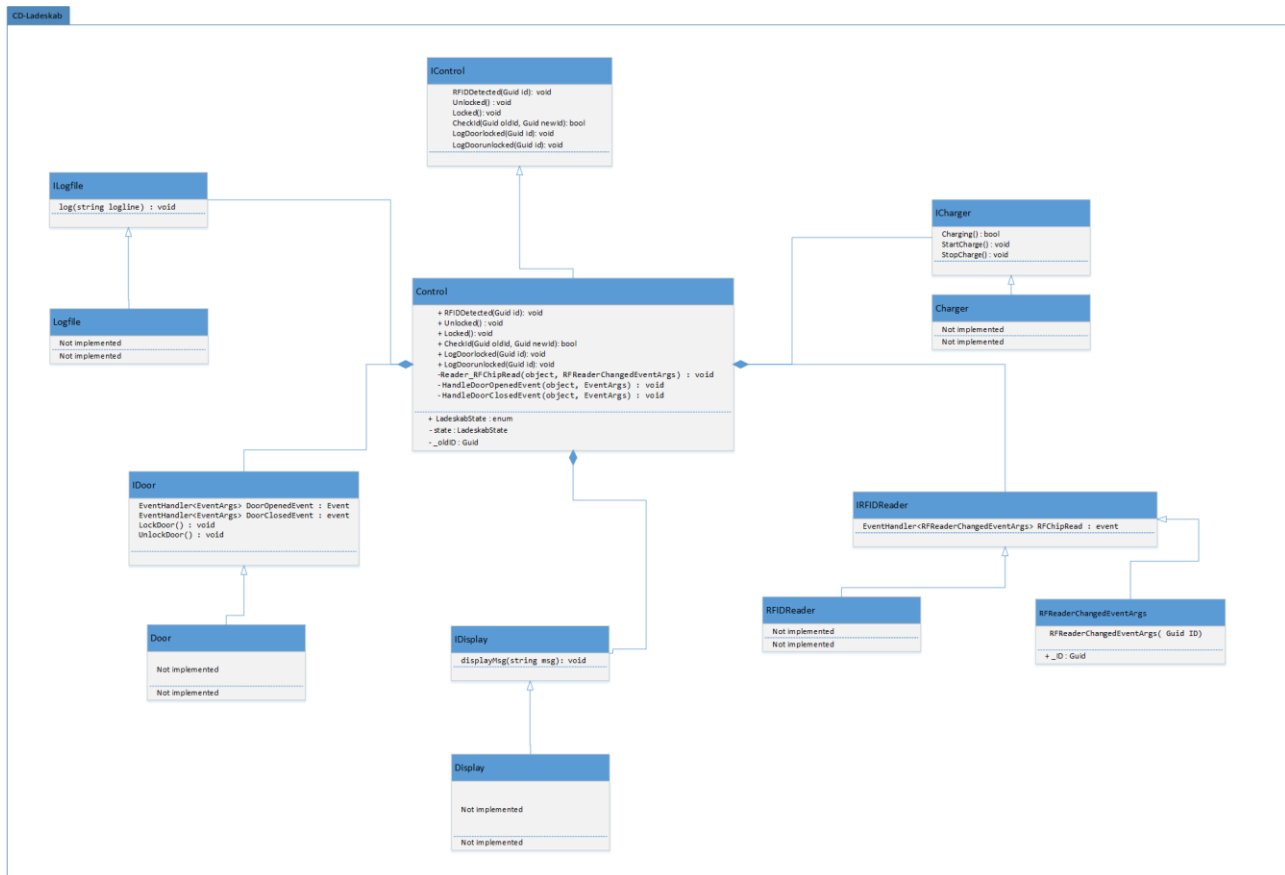 CD-Ladeskab
IControl
RFIDDetected(Guid id): void
Unlocked() : void
Locked(): void
CheckId(Guid oldId, Guid newId): bool
LogDoorlocked(Guid id): void
LogDoorunlocked(Guid id): void
ILogfile
log(string logline) : void
Logfile
Not implemented
Not implemented
ICharger
Charging() : bool
StartCharge() : void
StopCharge() : void
Charger
Not implemented
Not implemented
Control
+ RFIDDetected(Guid id): void
+ Unlocked() : void
+ Locked(): void
+ CheckId(Guid oldId, Guid newId): bool
+ LogDoorlocked(Guid id): void
+ LogDoorunlocked(Guid id): void
-Reader_RFChipRead(object, RFReaderChangedEventArgs) : void
-HandleDoorOpenedEvent(object, EventArgs) : void
-HandleDoorClosedEvent(object, EventArgs) : void
+ LadeskabState : enum
- state : LadeskabState
- _oldID : Guid
IDoor
EventHandler<EventArgs> DoorOpenedEvent : Event
EventHandler<EventArgs> DoorClosedEvent : event
LockDoor() : void
UnlockDoor() : void
Door
Not implemented
Not implemented
IDisplay
displayMsg(string msg): void
Display
Not implemented
Not implemented
IRFIDReader
EventHandler<RFReaderChangedEventArgs> RFChipRead : event
RFIDReader
Not implemented
Not implemented
RFReaderChangedEventArgs
RFReaderChangedEventArgs( Guid ID)
+ _ID : Guid